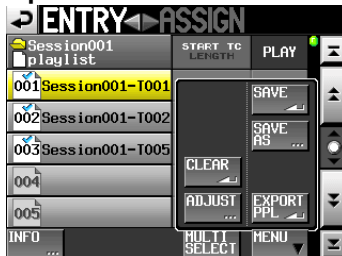 ENTRY ASSIGN
Session001
playlist
START TC
LENGTH
PLAY
001 Session001-T001
SAVE
002 Session001-T002
SAVE
AS ...
003 Session001-T005
CLEAR
004
005
ADJUST
...
EXPORT
PPL
INFO
...
MULTI
SELECT
MENU